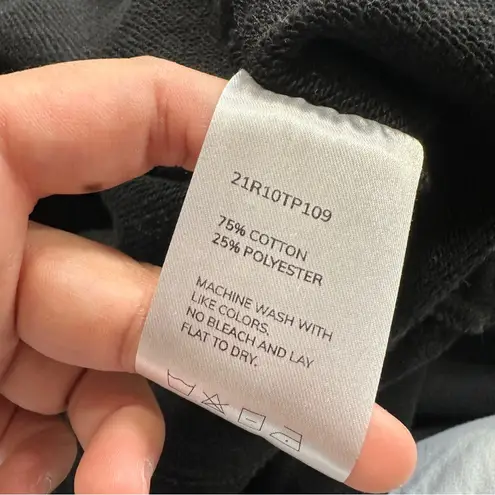 21R10TP109
75% COTTON
25% POLYESTER
MACHINE WASH WITH
LIKE COLORS.
NO BLEACH AND LAY
FLAT TO DRY.